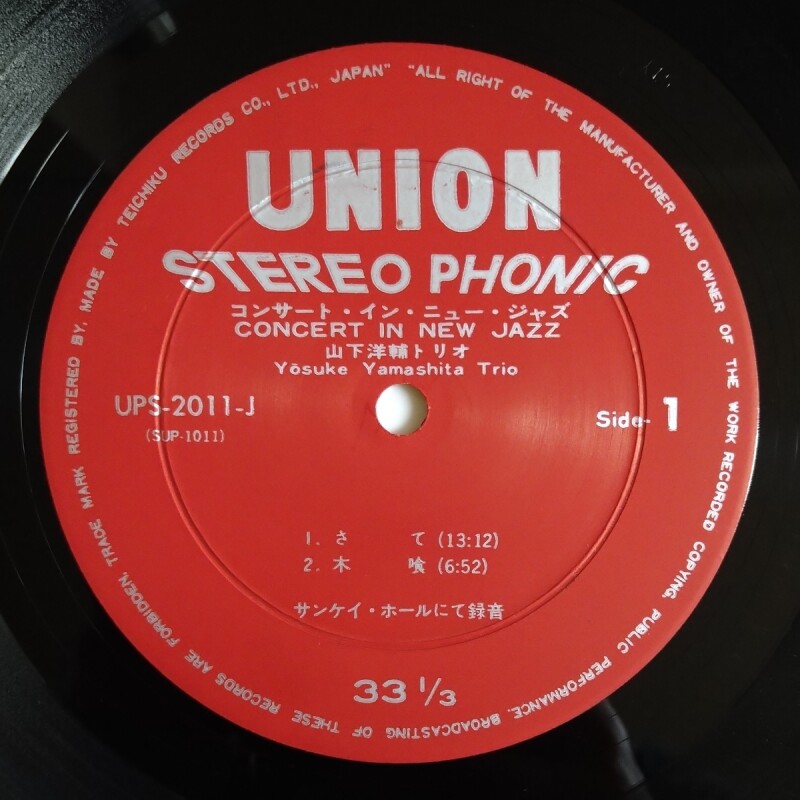 UNION
STEREO PHONIC
コンサート・イン・ニュー・ジャズ
CONCERT IN NEW JAZZ
山下洋輔トリオ
Yōsuke Yamashita Trio
UPS-2011-J
(SUP-1011)
Side- 1
1. さて (13:12)
2. 木喰 (6:52)
サンケイ・ホールにて録音
33 1/3
TRADE MARK REGISTERED BY, MADE BY TEICHIKU RECORDS CO., LTD., JAPAN" "ALL RIGHT OF THE MANUFACTURER AND OWNER OF THE WORK RECORDED COPYING, PUBLIC PERFORMANCE, BROADCASTING OF THESE RECORDS ARE FORBIDDEN,